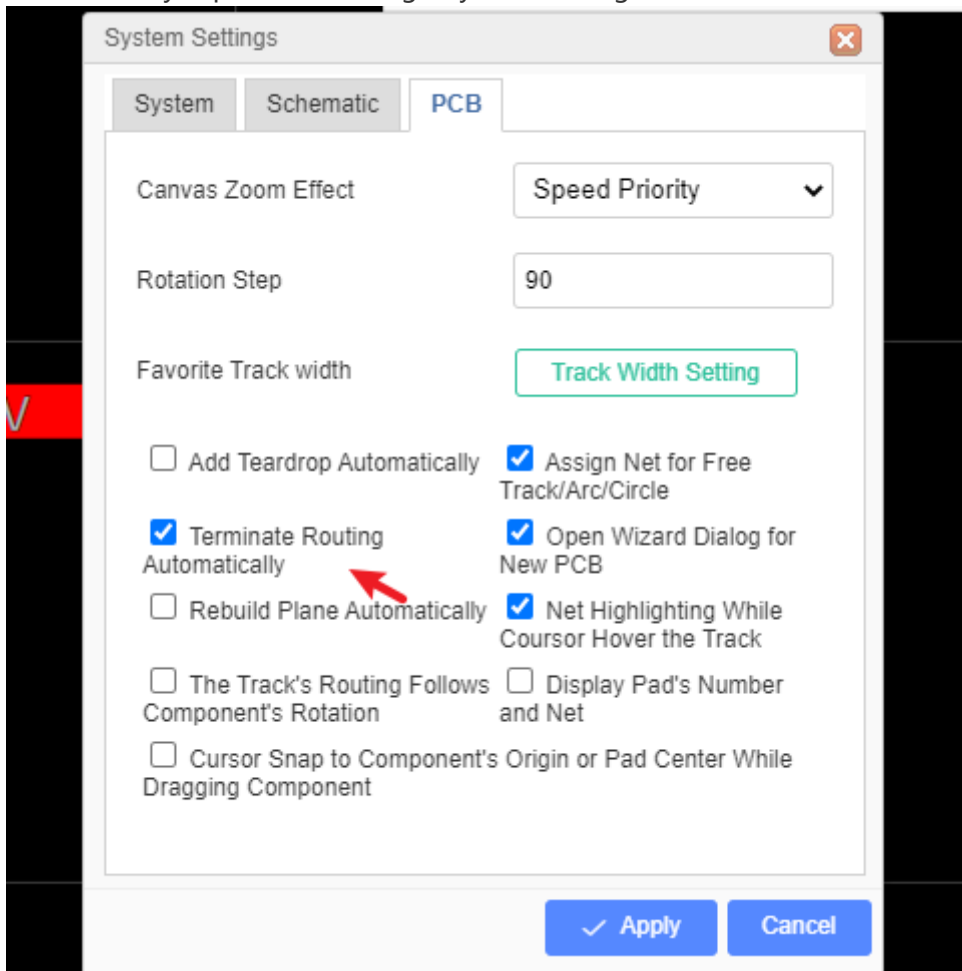 System Settings
System Schematic PCB
Canvas Zoom Effect Speed Priority
Rotation Step 90
Favorite Track width Track Width Setting
V
Add Teardrop Automatically Assign Net for Free
Track/Arc/Circle
Terminate Routing Open Wizard Dialog for
Automatically New PCB
Rebuild Plane Automatically Net Highlighting While
Coursor Hover the Track
The Track's Routing Follows Display Pad's Number
Component's Rotation and Net
Cursor Snap to Component's Origin or Pad Center While
Dragging Component
Apply Cancel